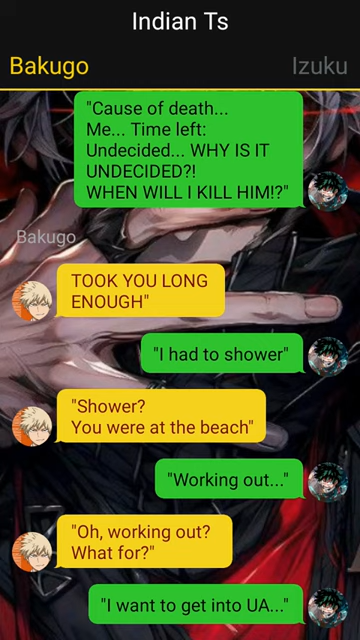 Indian Ts
Bakugo
Izuku
"Cause of death...
Me... Time left:
Undecided... WHY IS IT
UNDECIDED?!
WHEN WILL I KILL HIM!?"
Bakugo
TOOK YOU LONG
ENOUGH"
"I had to shower"
"Shower?
You were at the beach"
"Working out..."
"Oh, working out?
What for?"
"I want to get into UA..."